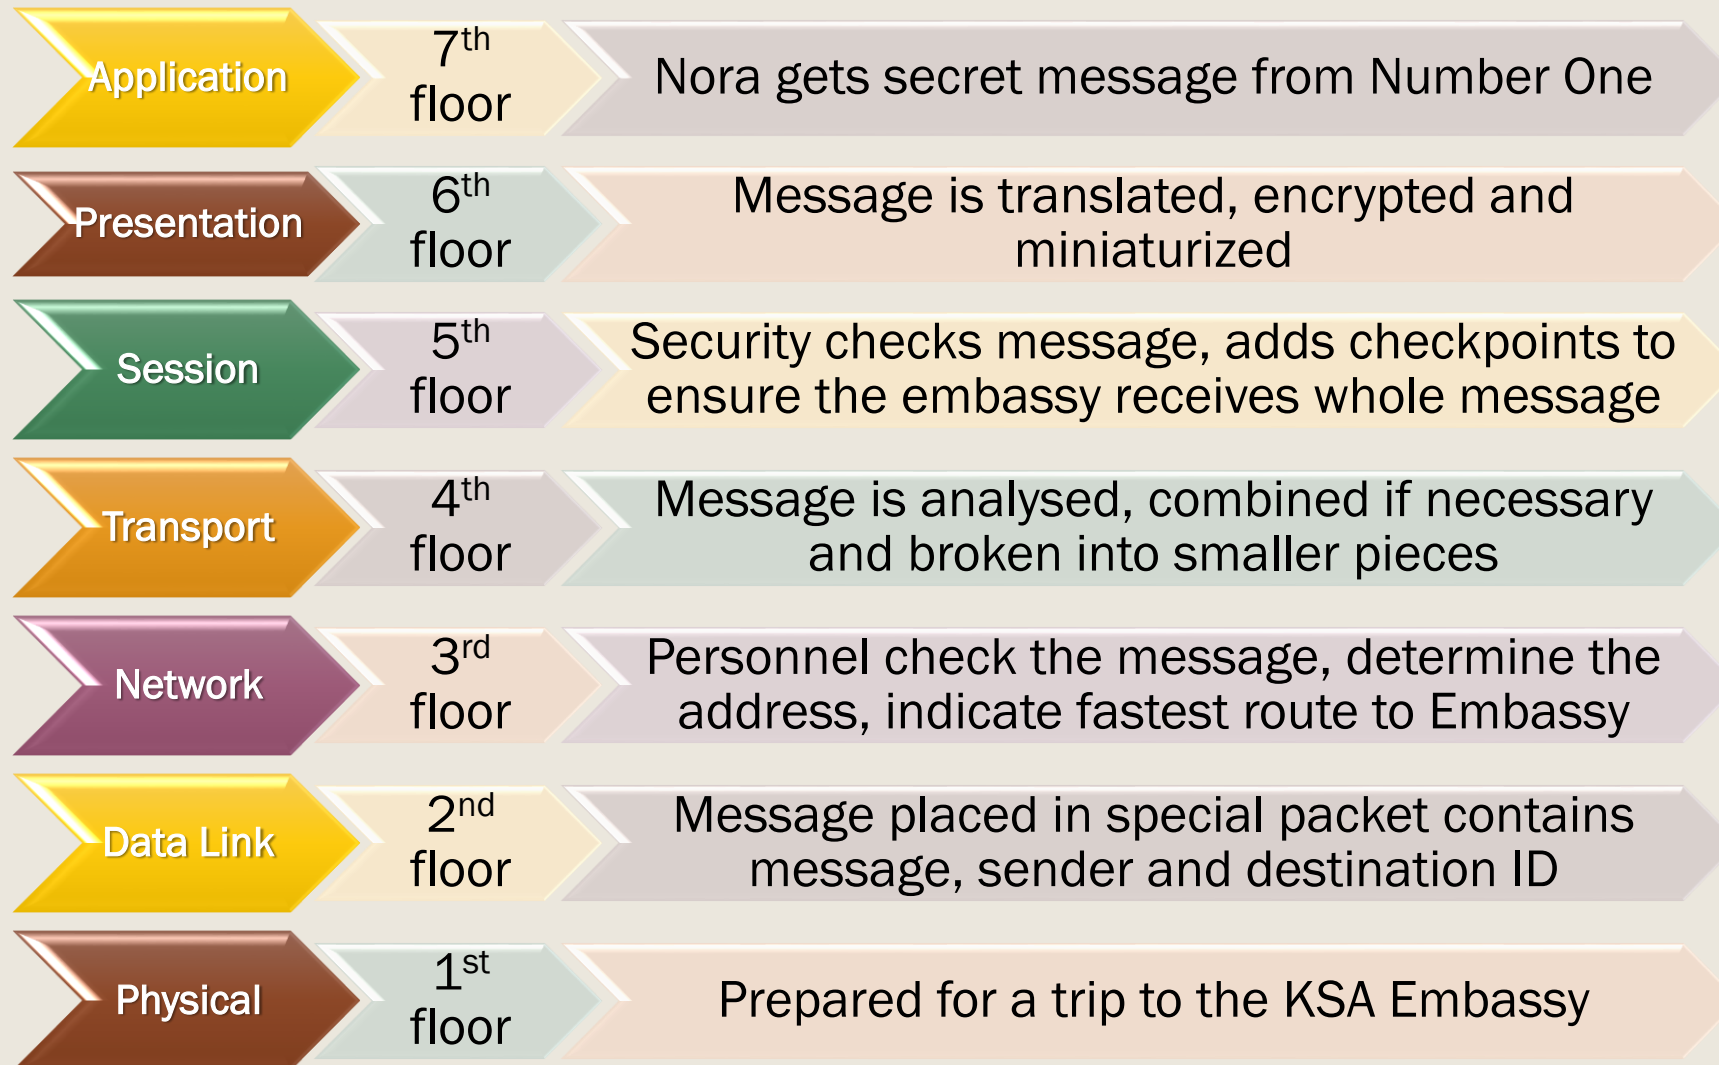 Application
7th
floor
Nora gets secret message from Number One
Presentation
6th
floor
Message is translated, encrypted and
miniaturized
Session
5th
floor
Security checks message, adds checkpoints to
ensure the embassy receives whole message
Transport
4th
floor
Message is analysed, combined if necessary
and broken into smaller pieces
Network
3rd
floor
Personnel check the message, determine the
address, indicate fastest route to Embassy
Data Link
2nd
floor
Message placed in special packet contains
message, sender and destination ID
Physical
1st
floor
Prepared for a trip to the KSA Embassy